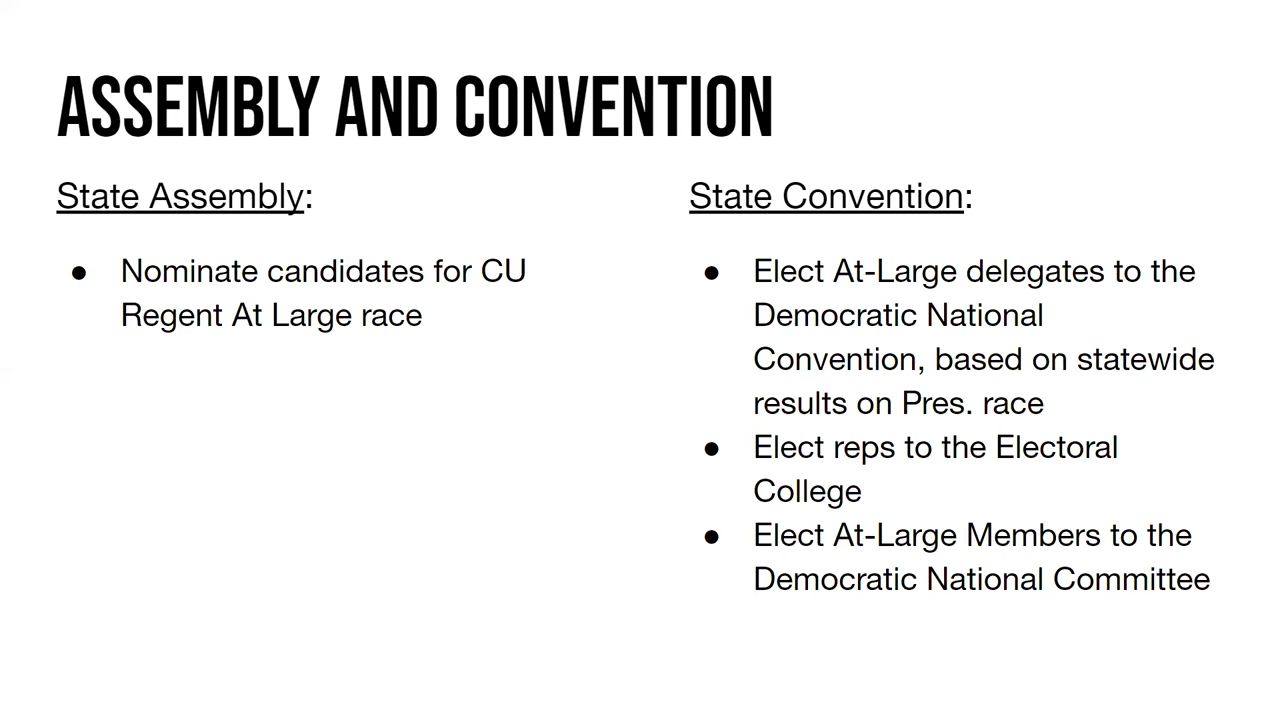 ASSEMBLY AND CONVENTION
State Assembly:
● Nominate candidates for CU
Regent At Large race
State Convention:
● Elect At-Large delegates to the
Democratic National
Convention, based on statewide
results on Pres. race
● Elect reps to the Electoral
College
● Elect At-Large Members to the
Democratic National Committee